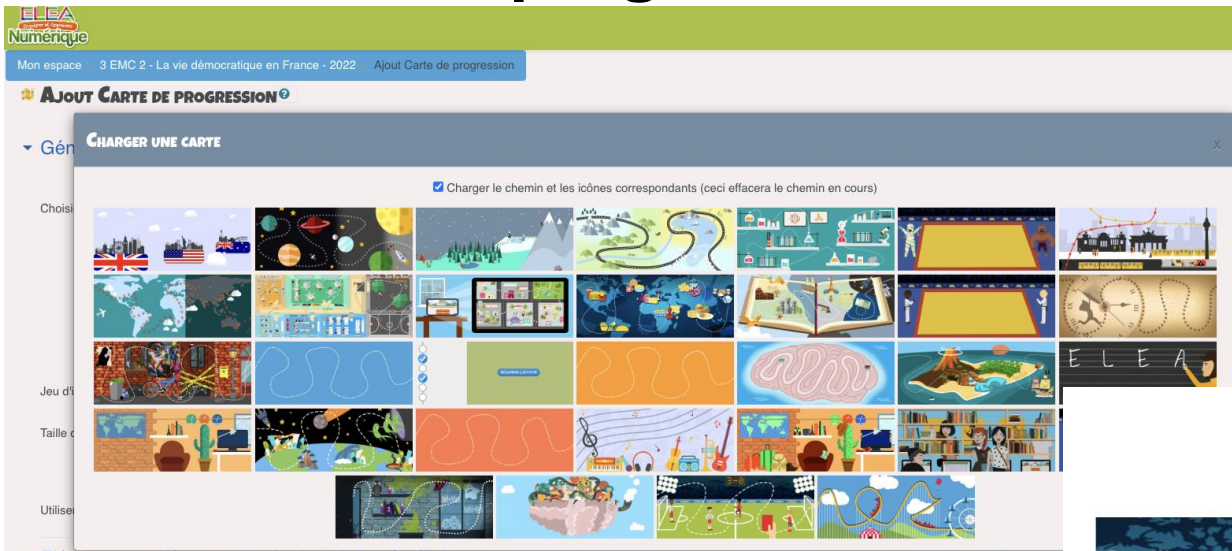 ELEA
Numérique
Mon espace 3 EMC 2 - La vie démocratique en France - 2022 Ajout Carte de progression
AJOUT CARTE DE PROGRESSION ?
Gén
CHARGER UNE CARTE
x
Charger le chemin et les icônes correspondants (ceci effacera le chemin en cours)
Choisi
Jeu d'i
E L E A
Taille d
3-0
Utilise